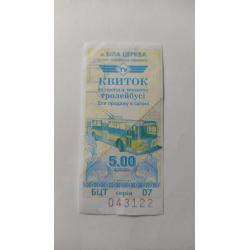 м. БІЛА ЦЕРКВА
КВИТОК
на проїзд в міському
тролейбусі
Для продажу в салоні
5.00
БЦТ серія 07
043122